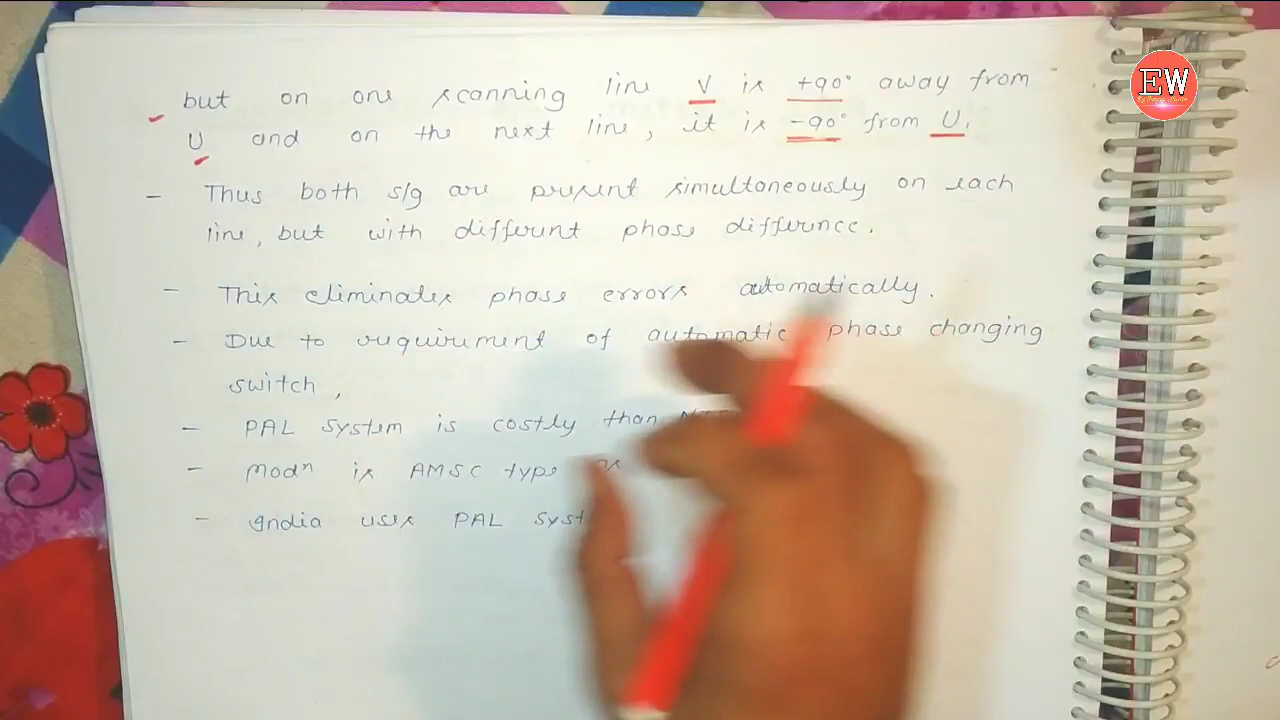 but on one scanning line V is +90° away from
U and on the next line, it is -90° from U.
- Thus both s/g are present simultaneously on each
line, but with different phase difference.
- This eliminates phase errors automatically.
- Due to requirement of automatic phase changing
switch,
- PAL system is costly than
- Modⁿ is AMSC type
- India uses PAL
EW